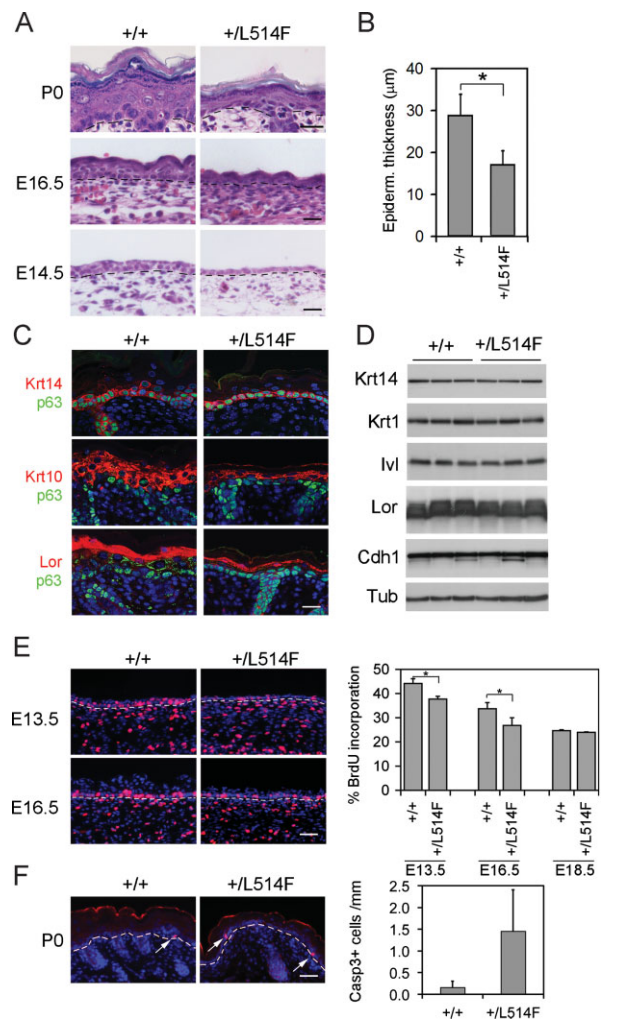 A
+/+
+/L514F
P0
E16.5
E14.5
B
Epiderm. thickness (μm)
40
30
20
10
0
*
+/+
+/L514F
C
+/+
+/L514F
Krt14
p63
Krt10
p63
Lor
p63
D
+/+
+/L514F
Krt14
Krt1
Ivl
Lor
Cdh1
Tub
E
+/+
+/L514F
E13.5
E16.5
% BrdU incorporation
50
40
30
20
10
0
*
*
+/+
+/L514F
+/+
+/L514F
+/+
+/L514F
E13.5
E16.5
E18.5
F
+/+
+/L514F
P0
Casp3+ cells /mm
2.5
2.0
1.5
1.0
0.5
0.0
+/+
+/L514F